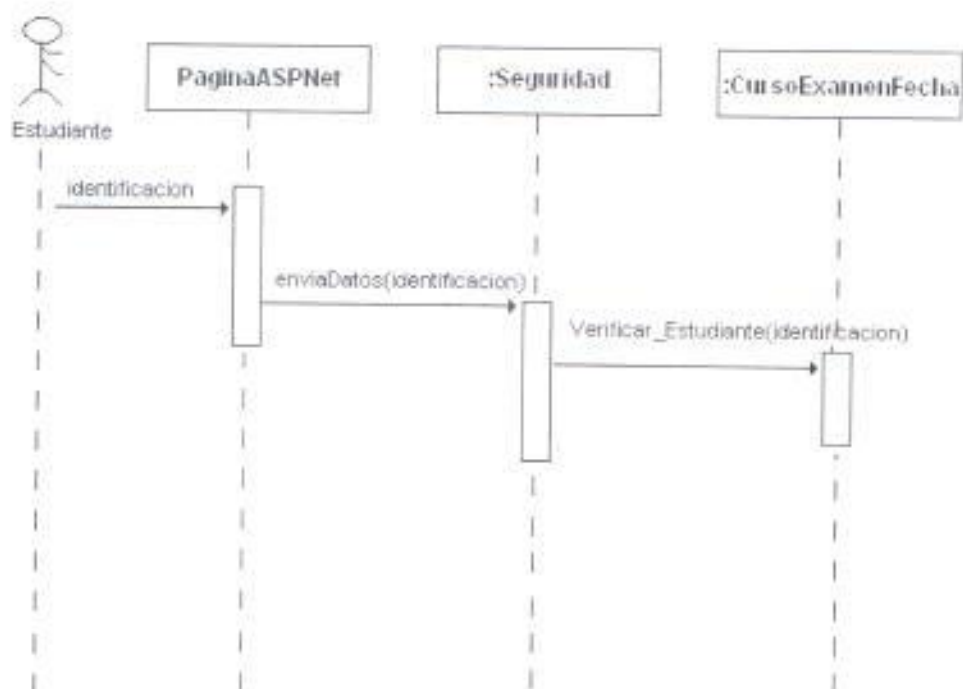 PaginaASPNet
:Seguridad
:CursoExamenFecha
Estudiante
identificacion
enviaDatos(identificacion)
Verificar_Estudiante(identificacion)